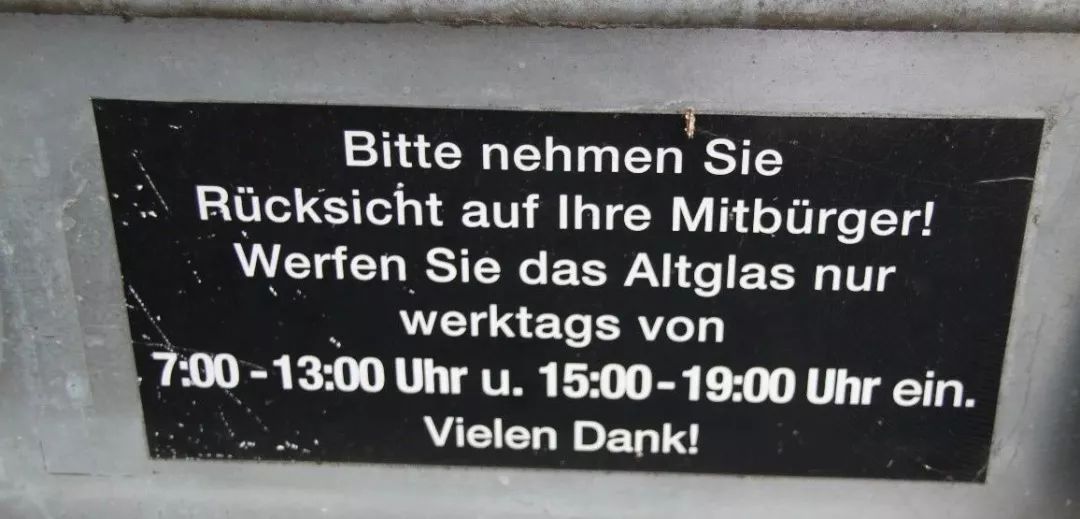 Bitte nehmen Sie
Rücksicht auf Ihre Mitbürger!
Werfen Sie das Altglas nur
werktags von
7:00 - 13:00 Uhr u. 15:00 - 19:00 Uhr ein.
Vielen Dank!